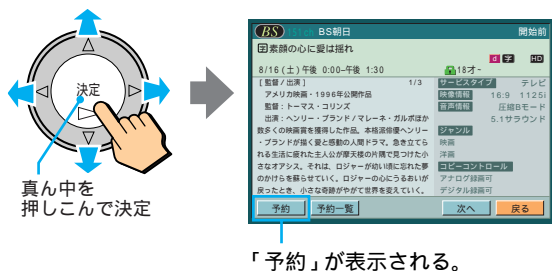 決定
真ん中を
押しこんで決定
BS 151ch BS朝日 開始前
字素顔の心に愛は揺れ
d 字 HD
8/16(土)午後 0:00-午後 1:30 18才-
[監督/出演] 1/3
アメリカ映画・1996年公開作品
監督:トーマス・コリンズ
出演:ヘンリー・ブランド/マレーネ・ガルボほか
数多くの映画賞を獲得した作品。本格派俳優ヘンリー
・ブランドが描く愛と感動の人間ドラマ。急き立てら
れる生活に疲れた主人公が摩天楼の片隅で見つけた小
さなオアシス。それは、ロジャーが幼い頃に忘れた夢
のかけらを蘇らせていく。ロジャーの心にうるおいが
戻ったとき、小さな奇跡がやがて世界を変えていく。
サービスタイプ テレビ
映像情報 16:9 1125i
音声情報 圧縮Bモード
5.1サラウンド
ジャンル
映画
洋画
コピーコントロール
アナログ録画可
デジタル録画可
予約 予約一覧 次へ 戻る
「予約」が表示される。